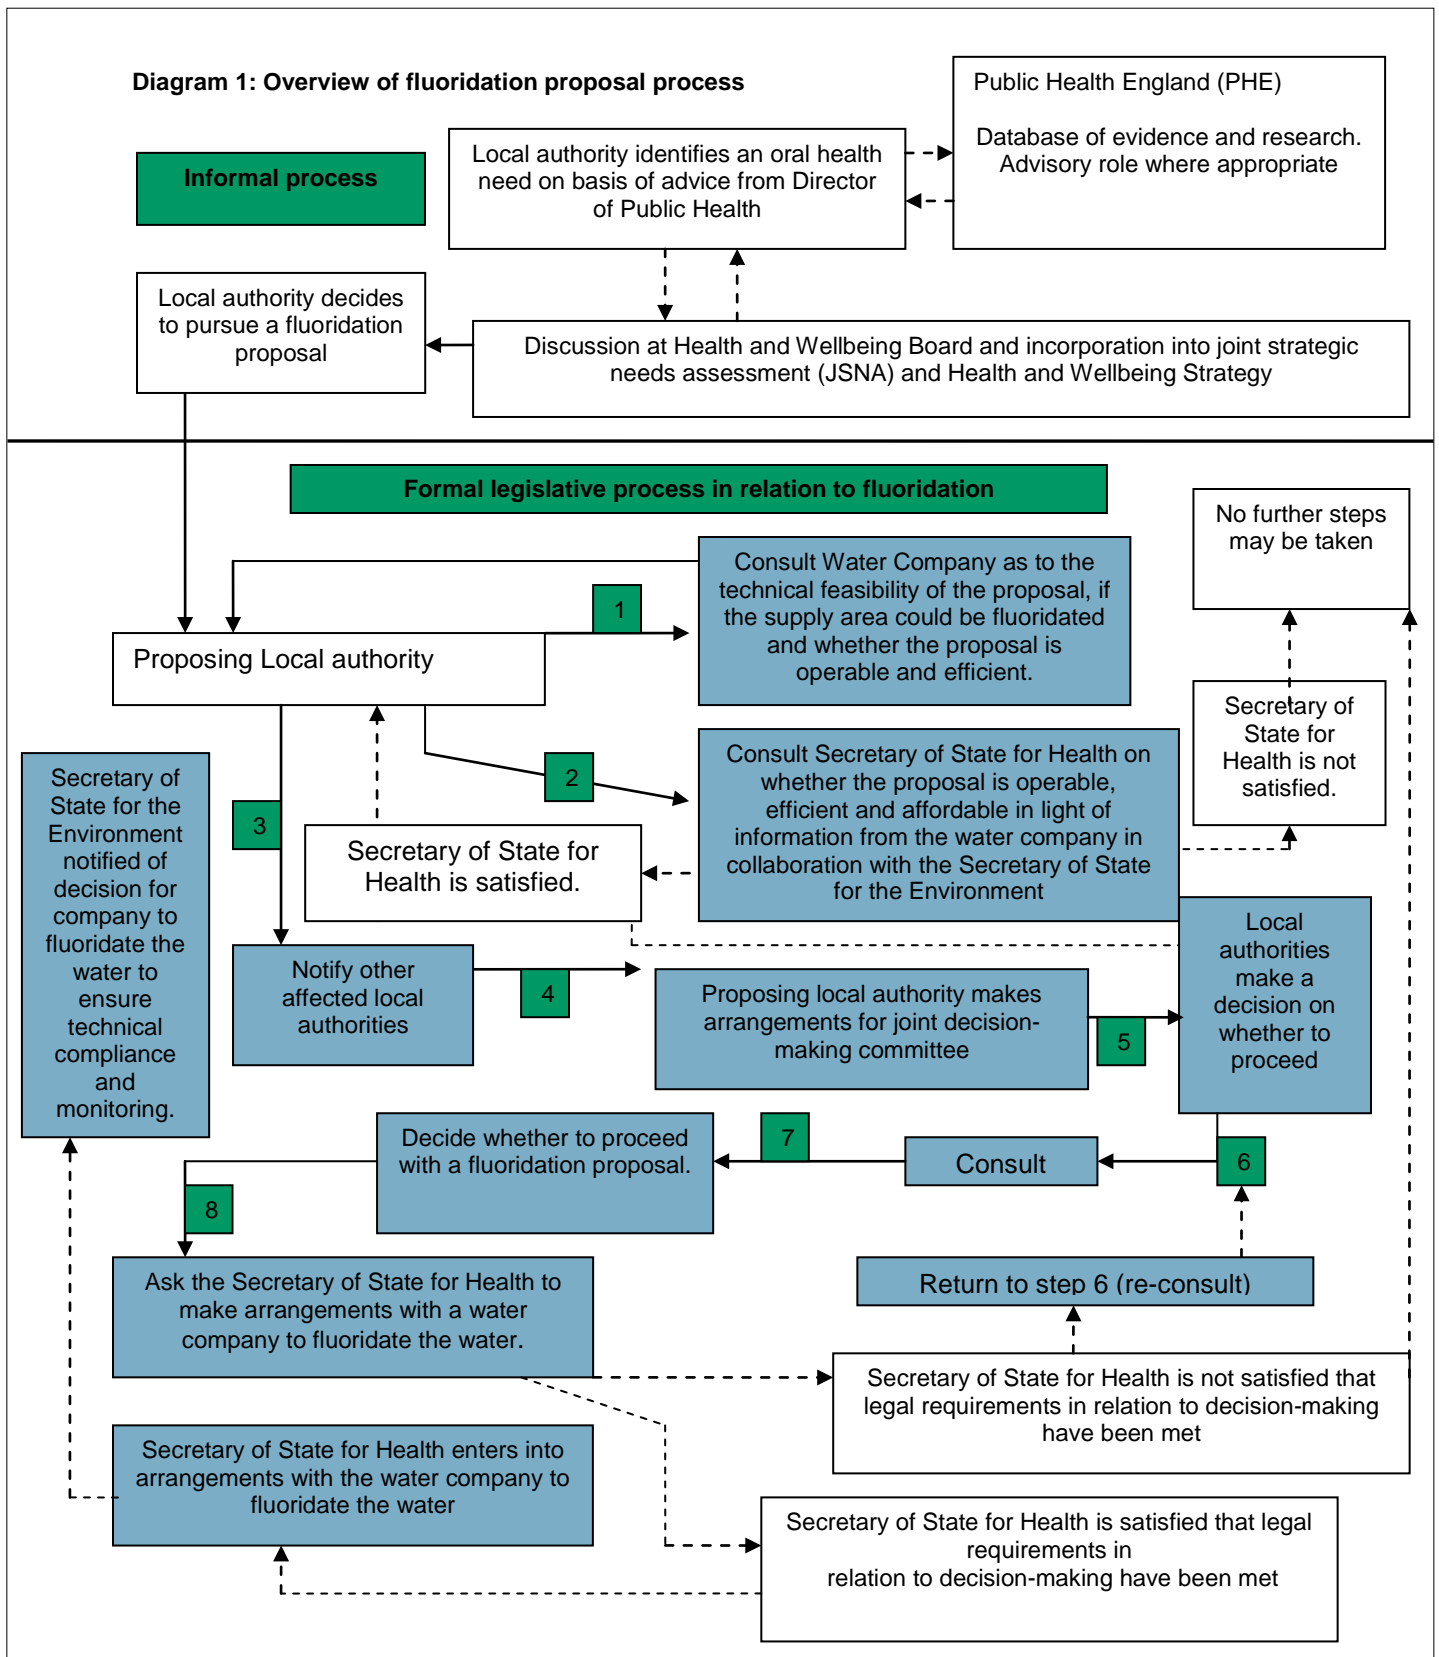 Diagram 1: Overview of fluoridation proposal process
Public Health England (PHE)
Database of evidence and research.
Advisory role where appropriate
Informal process
Local authority identifies an oral health
need on basis of advice from Director
of Public Health
Local authority decides
to pursue a fluoridation
proposal
Discussion at Health and Wellbeing Board and incorporation into joint strategic
needs assessment (JSNA) and Health and Wellbeing Strategy
Formal legislative process in relation to fluoridation
No further steps
may be taken
Consult Water Company as to the
technical feasibility of the proposal, if
the supply area could be fluoridated
and whether the proposal is
operable and efficient.
1
Proposing Local authority
Secretary of
State for
Health is not
satisfied.
Consult Secretary of State for Health on
whether the proposal is operable,
efficient and affordable in light of
information from the water company in
collaboration with the Secretary of State
for the Environment
2
Secretary of
State for the
Environment
notified of
decision for
company to
fluoridate the
water to
ensure
technical
compliance
and
monitoring.
3
Secretary of State for
Health is satisfied.
Local
authorities
make a
decision on
whether to
proceed
Notify other
affected local
authorities
4
Proposing local authority makes
arrangements for joint decision-
making committee
5
Decide whether to proceed
with a fluoridation proposal.
7
Consult
6
8
Ask the Secretary of State for Health to
make arrangements with a water
company to fluoridate the water.
Return to step 6 (re-consult)
Secretary of State for Health is not satisfied that
legal requirements in relation to decision-making
have been met
Secretary of State for Health enters into
arrangements with the water company to
fluoridate the water
Secretary of State for Health is satisfied that legal
requirements in
relation to decision-making have been met